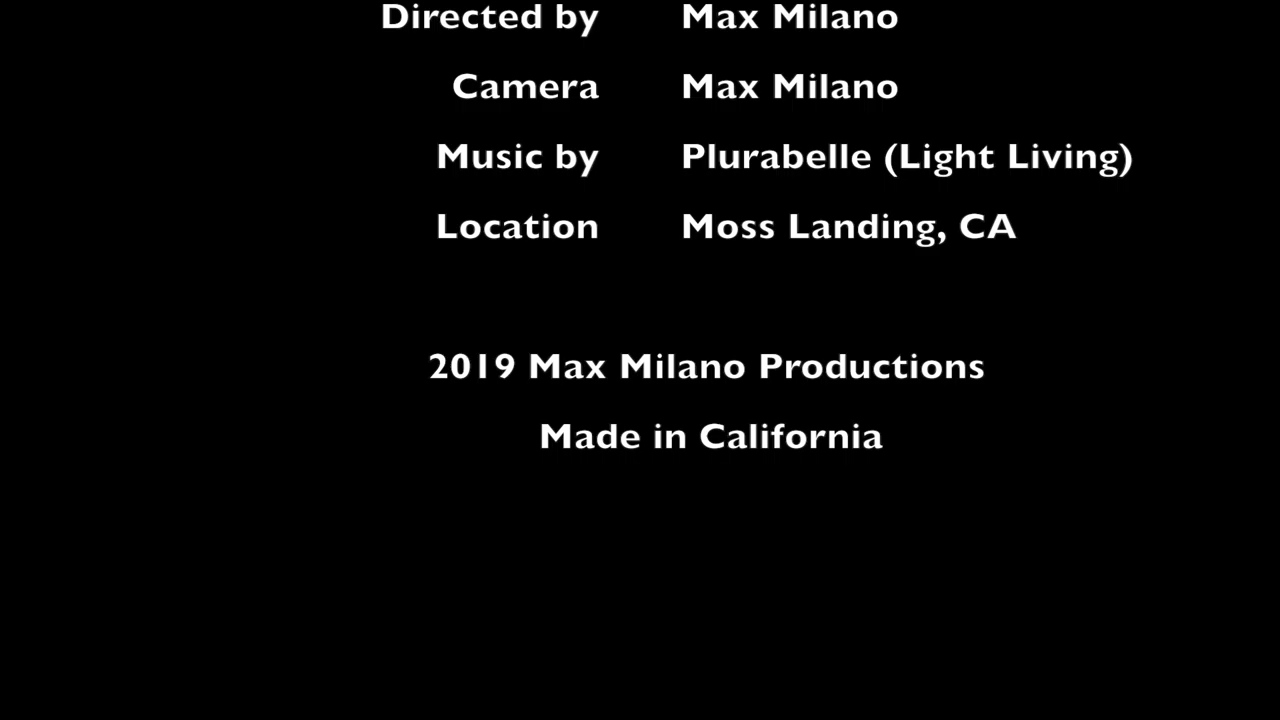 Directed by Max Milano
Camera Max Milano
Music by Plurabelle (Light Living)
Location Moss Landing, CA
2019 Max Milano Productions
Made in California